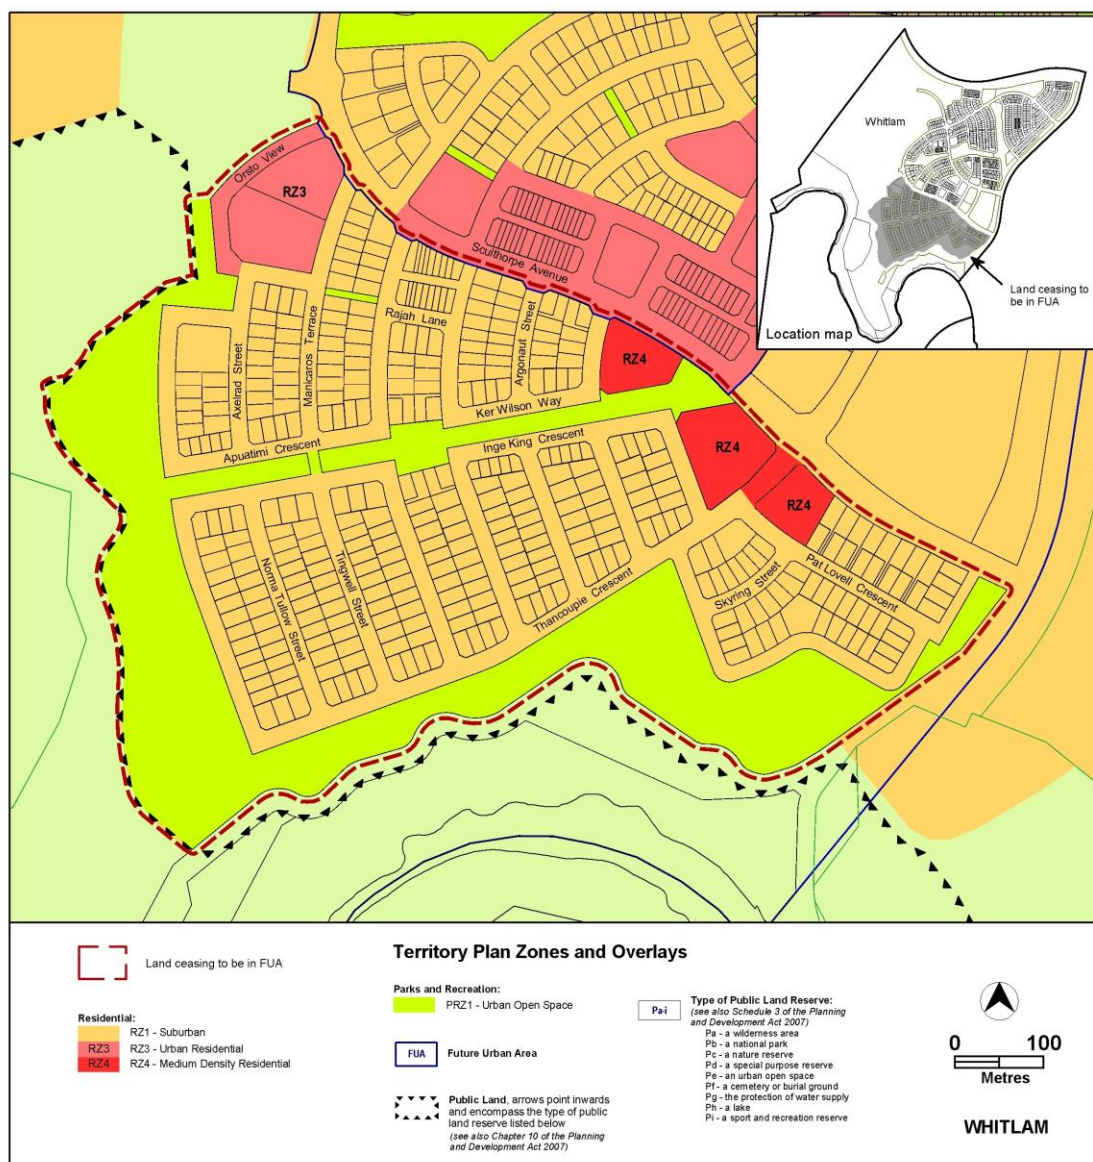 Whitlam
Land ceasing to
be in FUA
Location map
Orsto View
RZ3
Sculthorpe Avenue
Rajah Lane
Argonaut Street
Manicaros Terrace
Axelrad Street
RZ4
Ker Wilson Way
Apuatimi Crescent
Inge King Crescent
RZ4
RZ4
Norma Tullow Street
Tingwell Street
Thancoupie Crescent
Skyring Street
Pat Lovell Crescent
Land ceasing to be in FUA
Residential:
RZ1 - Suburban
RZ3 RZ3 - Urban Residential
RZ4 RZ4 - Medium Density Residential
Territory Plan Zones and Overlays
Parks and Recreation:
PRZ1 - Urban Open Space
FUA Future Urban Area
Public Land, arrows point inwards
and encompass the type of public
land reserve listed below
(see also Chapter 10 of the Planning
and Development Act 2007)
Pa-i
Type of Public Land Reserve:
(see also Schedule 3 of the Planning
and Development Act 2007)
Pa - a wilderness area
Pb - a national park
Pc - a nature reserve
Pd - a special purpose reserve
Pe - an urban open space
Pf - a cemetery or burial ground
Pg - the protection of water supply
Ph - a lake
Pi - a sport and recreation reserve
0 100
Metres
WHITLAM